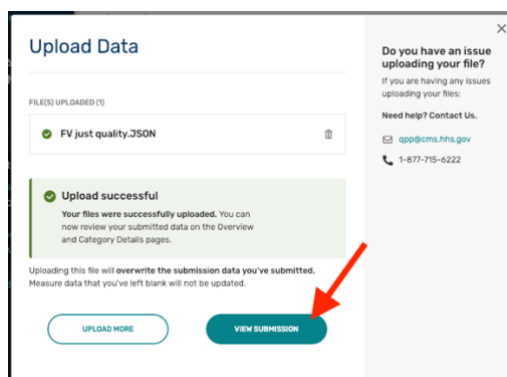 Upload Data
FILE(S) UPLOADED (1)
FV just quality.JSON
Upload successful
Your files were successfully uploaded. You can
now review your submitted data on the Overview
and Category Details pages.
Uploading this file will overwrite the submission data you've submitted.
Measure data that you've left blank will not be updated.
UPLOAD MORE
VIEW SUBMISSION
Do you have an issue
uploading your file?
If you are having any issues
uploading your files:
Need help? Contact Us.
qpp@cms.hhs.gov
1-877-715-6222